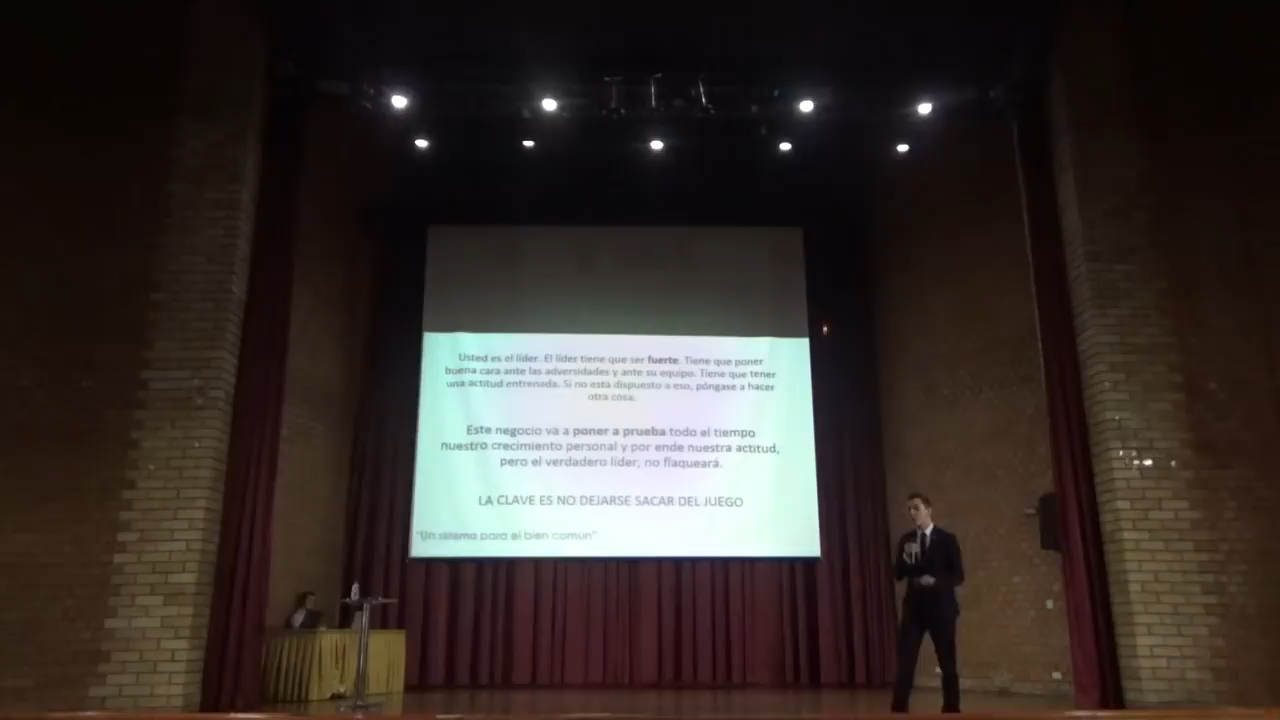 Usted es el líder. El líder tiene que ser fuerte. Tiene que poner
buena cara ante las adversidades y ante su equipo. Tiene que tener
una actitud entrenada. Si no está dispuesto a eso, póngase a hacer
otra cosa.
Este negocio va a poner a prueba todo el tiempo
nuestro crecimiento personal y por ende nuestra actitud,
pero el verdadero líder, no flaqueará.
LA CLAVE ES NO DEJARSE SACAR DEL JUEGO
"Un sistema para el bien común"